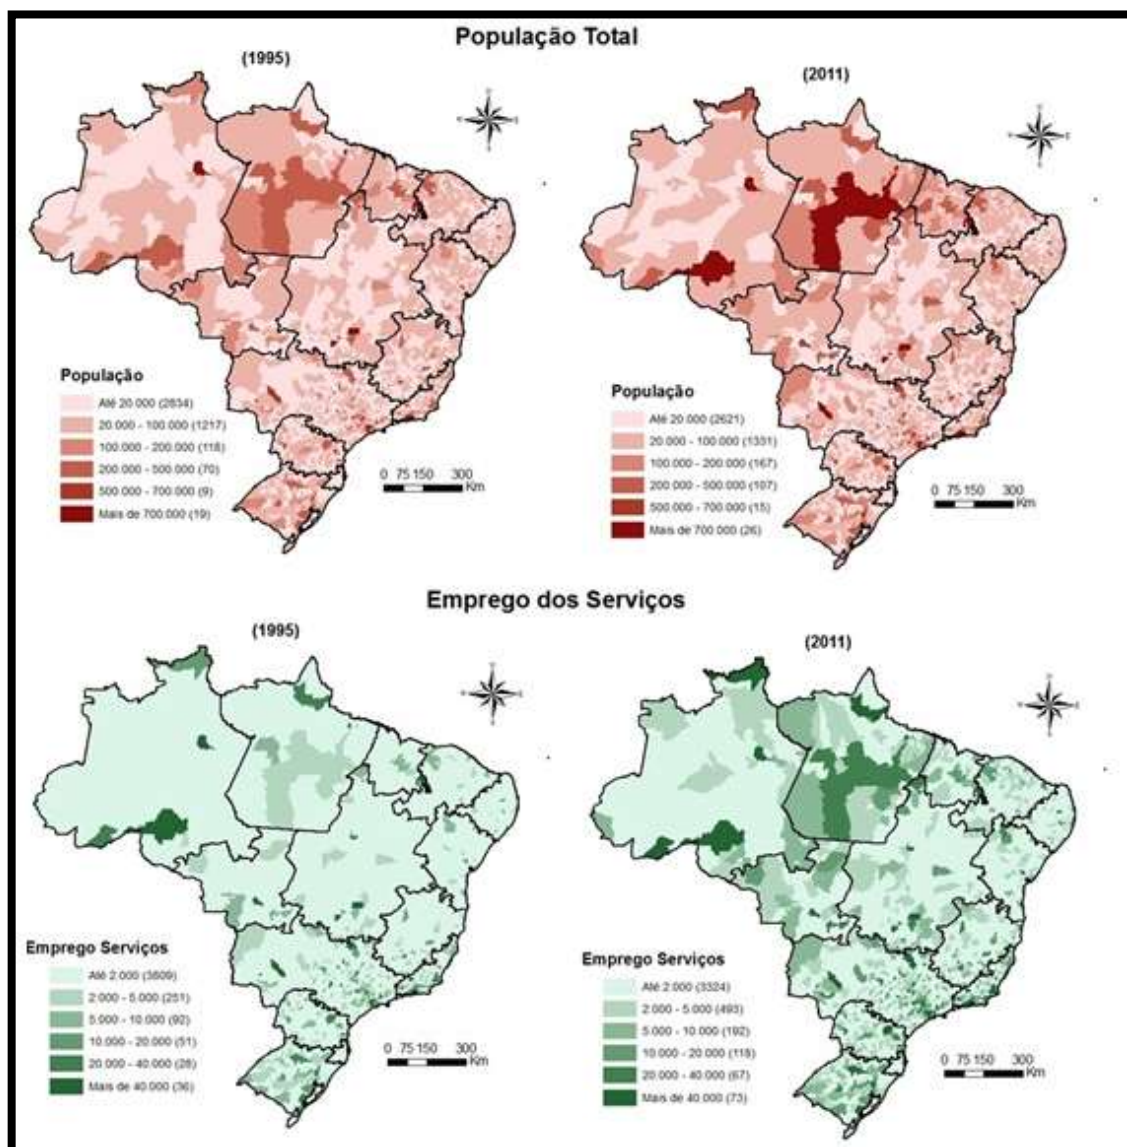 População Total
(1995)
(2011)
População
Até 20.000 (2834)
20.000 - 100.000 (1217)
100.000 - 200.000 (118)
200.000 - 500.000 (70)
500.000 - 700.000 (9)
Mais de 700.000 (19)
0 75 150 300
Km
População
Até 20.000 (2621)
20.000 - 100.000 (1331)
100.000 - 200.000 (167)
200.000 - 500.000 (107)
500.000 - 700.000 (15)
Mais de 700.000 (26)
0 75 150 300
Km
Emprego dos Serviços
(1995)
(2011)
Emprego Serviços
Até 2.000 (3809)
2.000 - 5.000 (251)
5.000 - 10.000 (92)
10.000 - 20.000 (51)
20.000 - 40.000 (28)
Mais de 40.000 (36)
0 75 150 300
Km
Emprego Serviços
Até 2.000 (3324)
2.000 - 5.000 (493)
5.000 - 10.000 (192)
10.000 - 20.000 (118)
20.000 - 40.000 (67)
Mais de 40.000 (73)
0 75 150 300
Km